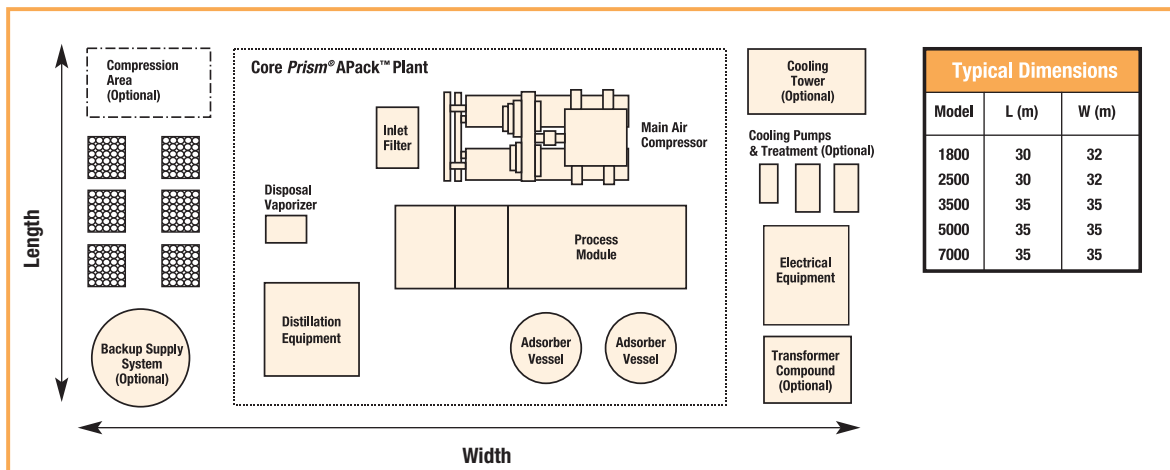 Compression
Area
(Optional)
Core Prism® APack™ Plant
Inlet
Filter
Main Air
Compressor
Disposal
Vaporizer
Process
Module
Distillation
Equipment
Adsorber
Vessel
Adsorber
Vessel
Backup Supply
System
(Optional)
Cooling
Tower
(Optional)
Cooling Pumps
& Treatment (Optional)
Electrical
Equipment
Transformer
Compound
(Optional)
Length
Width
Typical Dimensions
Model L (m) W (m)
1800 30 32
2500 30 32
3500 35 35
5000 35 35
7000 35 35